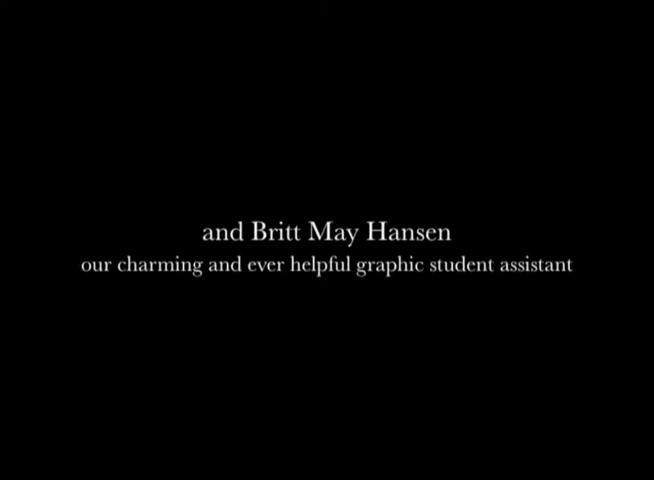 and Britt May Hansen
our charming and ever helpful graphic student assistant